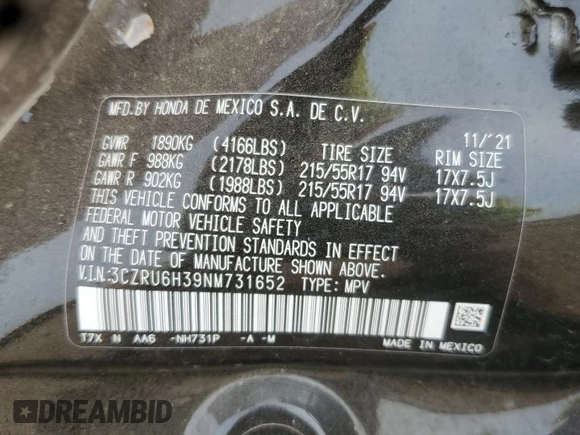 MFD.BY HONDA DE MEXICO S.A. DE C.V.
11/'21
GVWR 1890KG (4166LBS) TIRE SIZE RIM SIZE
GAWR F 988KG (2178LBS) 215/55R17 94V 17X7.5J
GAWR R 902KG (1988LBS) 215/55R17 94V 17X7.5J
THIS VEHICLE CONFORMS TO ALL APPLICABLE
FEDERAL MOTOR VEHICLE SAFETY
AND THEFT PREVENTION STANDARDS IN EFFECT
ON THE DATE OF MANUFACTURE SHOWN ABOVE.
V.I.N.:3CZRU6H39NM731652 TYPE: MPV
T7X N AA6 -NH731P -A -M
MADE IN MEXICO
DREAMBID